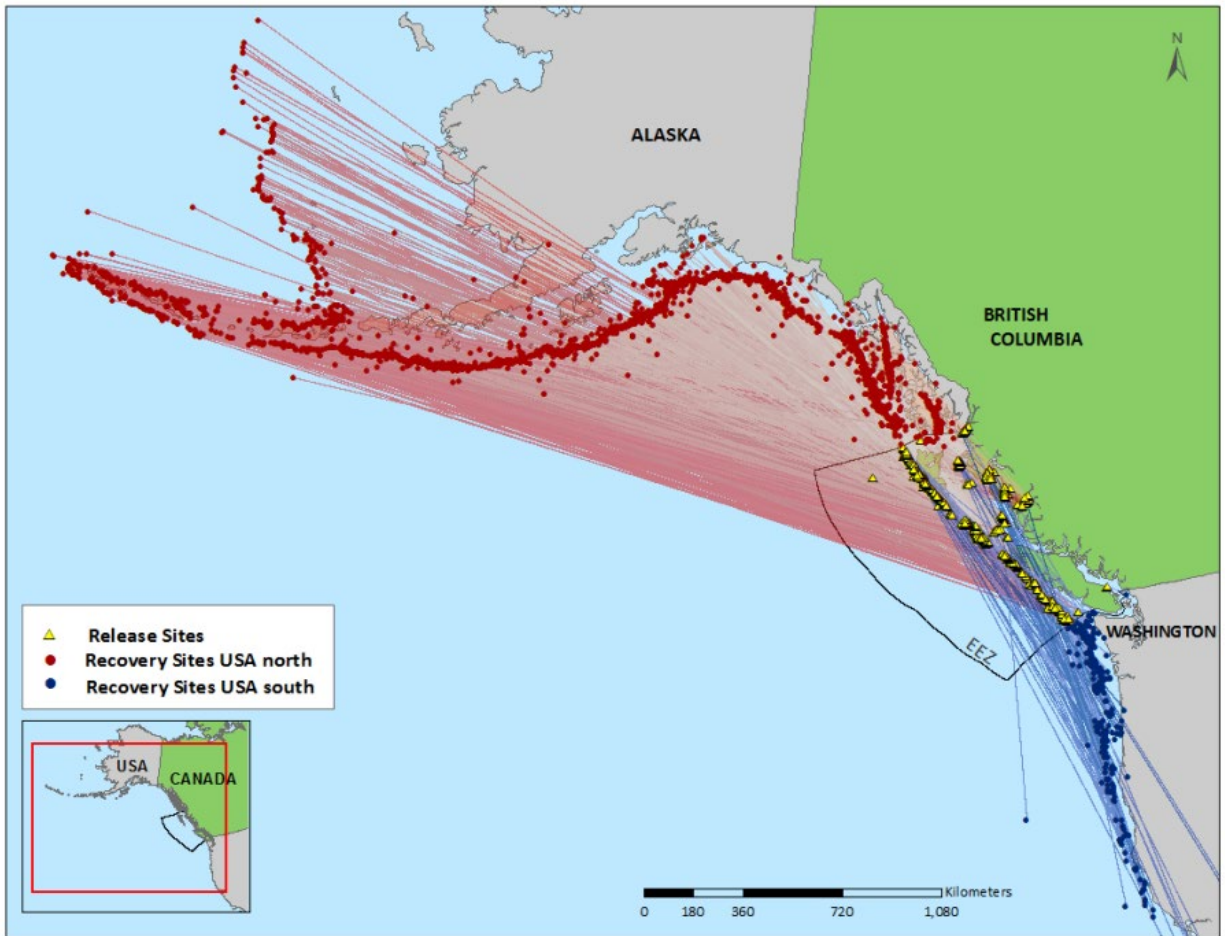 N
ALASKA
BRITISH
COLUMBIA
WASHINGTON
EEZ
Release Sites
Recovery Sites USA north
Recovery Sites USA south
USA
CANADA
Kilometers
0 180 360 720 1,080